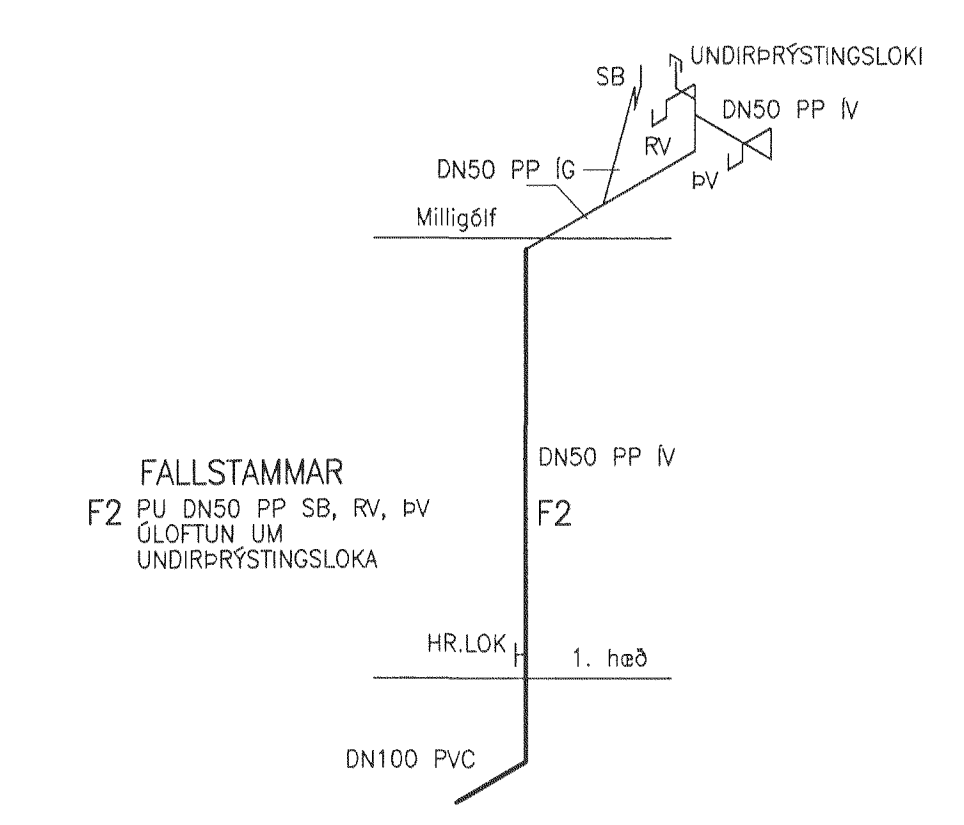 UNDIRÞRÝSTINGSLOKI
SB
DN50 PP ÍV
RV
DN50 PP ÍG
ÞV
Milligólf
DN50 PP ÍV
FALLSTAMMAR
F2 PU DN50 PP SB, RV, ÞV
ÚLOFTUN UM
UNDIRÞRÝSTINGSLOKA
F2
HR.LOK
1. hæð
DN100 PVC